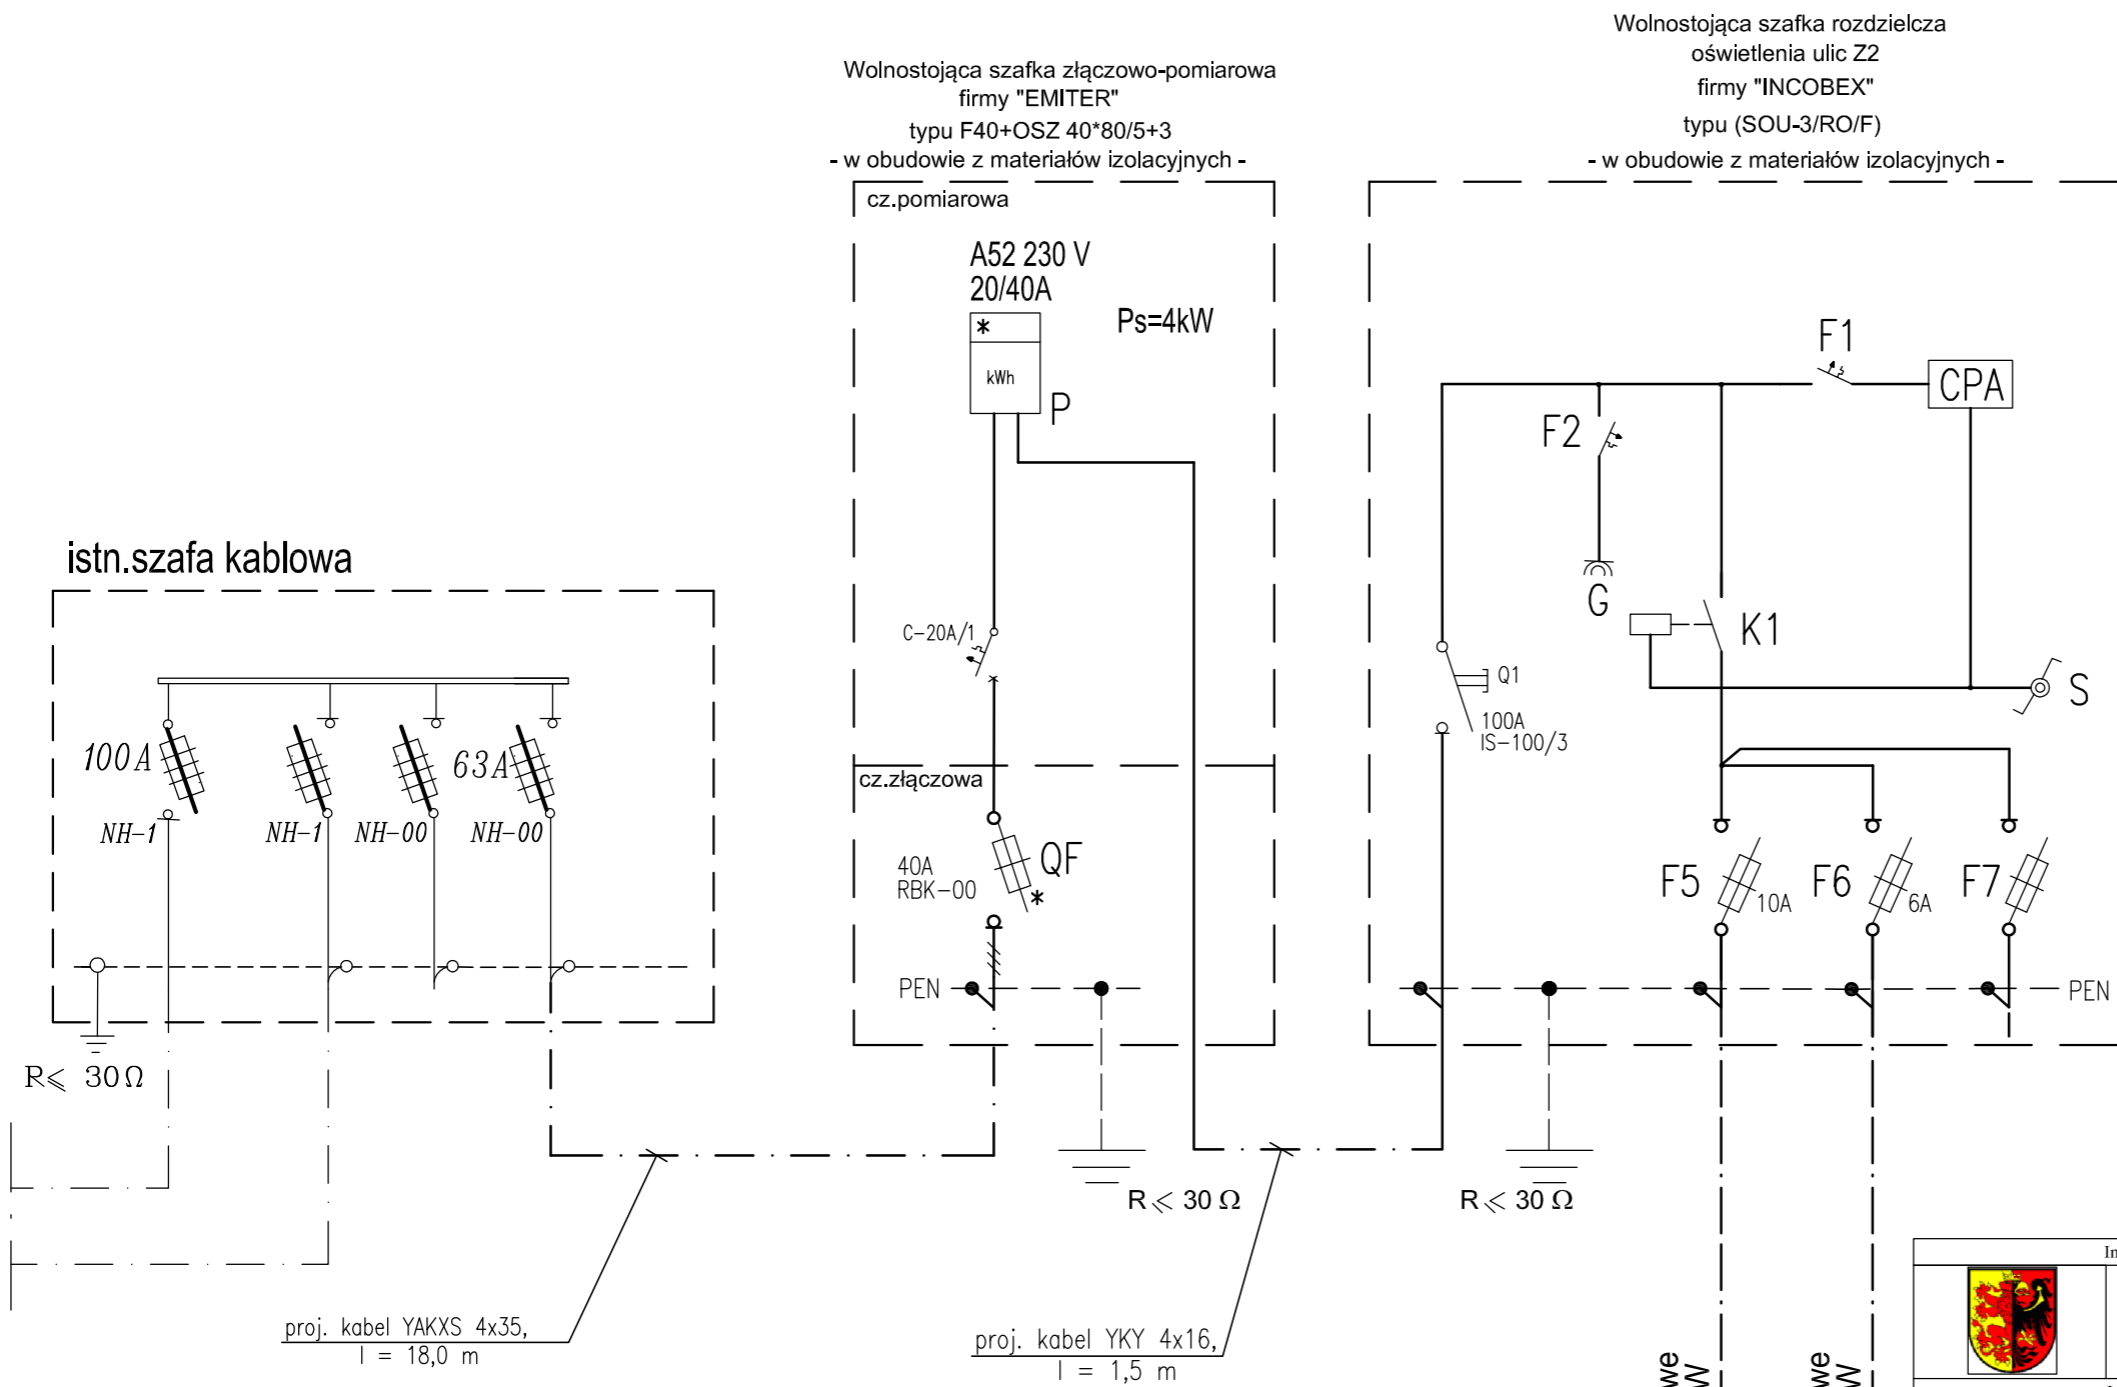 Wolnostojąca szafka złączowo-pomiarowa
firmy "EMITER"
typu F40+OSZ 40*80/5+3
- w obudowie z materiałów izolacyjnych -
Wolnostojąca szafka rozdzielcza
oświetlenia ulic Z2
firmy "INCOBEX"
typu (SOU-3/RO/F)
- w obudowie z materiałów izolacyjnych -
cz.pomiarowa
A52 230 V
20/40A
Ps=4kW
*
kWh
P
C-20A/1
cz.złączowa
40A
RBK-00
QF
*
PEN
R⩽ 30 Ω
istn.szafa kablowa
100A
63A
NH-1
NH-1
NH-00
NH-00
R⩽ 30Ω
F1
CPA
F2
G
K1
S
Q1
100A
IS-100/3
F5
10A
F6
6A
F7
PEN
R⩽ 30 Ω
proj. kabel YAKXS 4x35,
l = 18,0 m
proj. kabel YKY 4x16,
l = 1,5 m